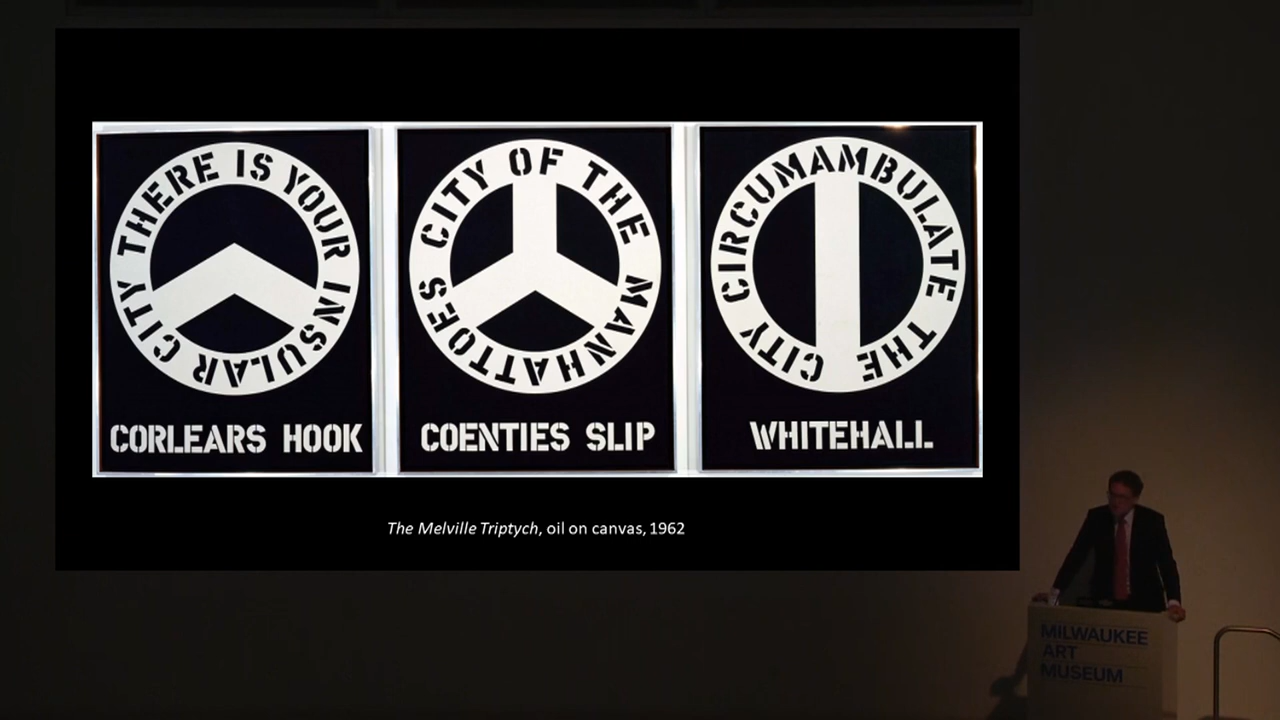 THERE IS YOUR INSULAR CITY
CORLEARS HOOK
CITY OF THE MANHATTOES
COENTIES SLIP
CIRCUMAMBULATE THE CITY
WHITEHALL
The Melville Triptych, oil on canvas, 1962
MILWAUKEE
ART
MUSEUM